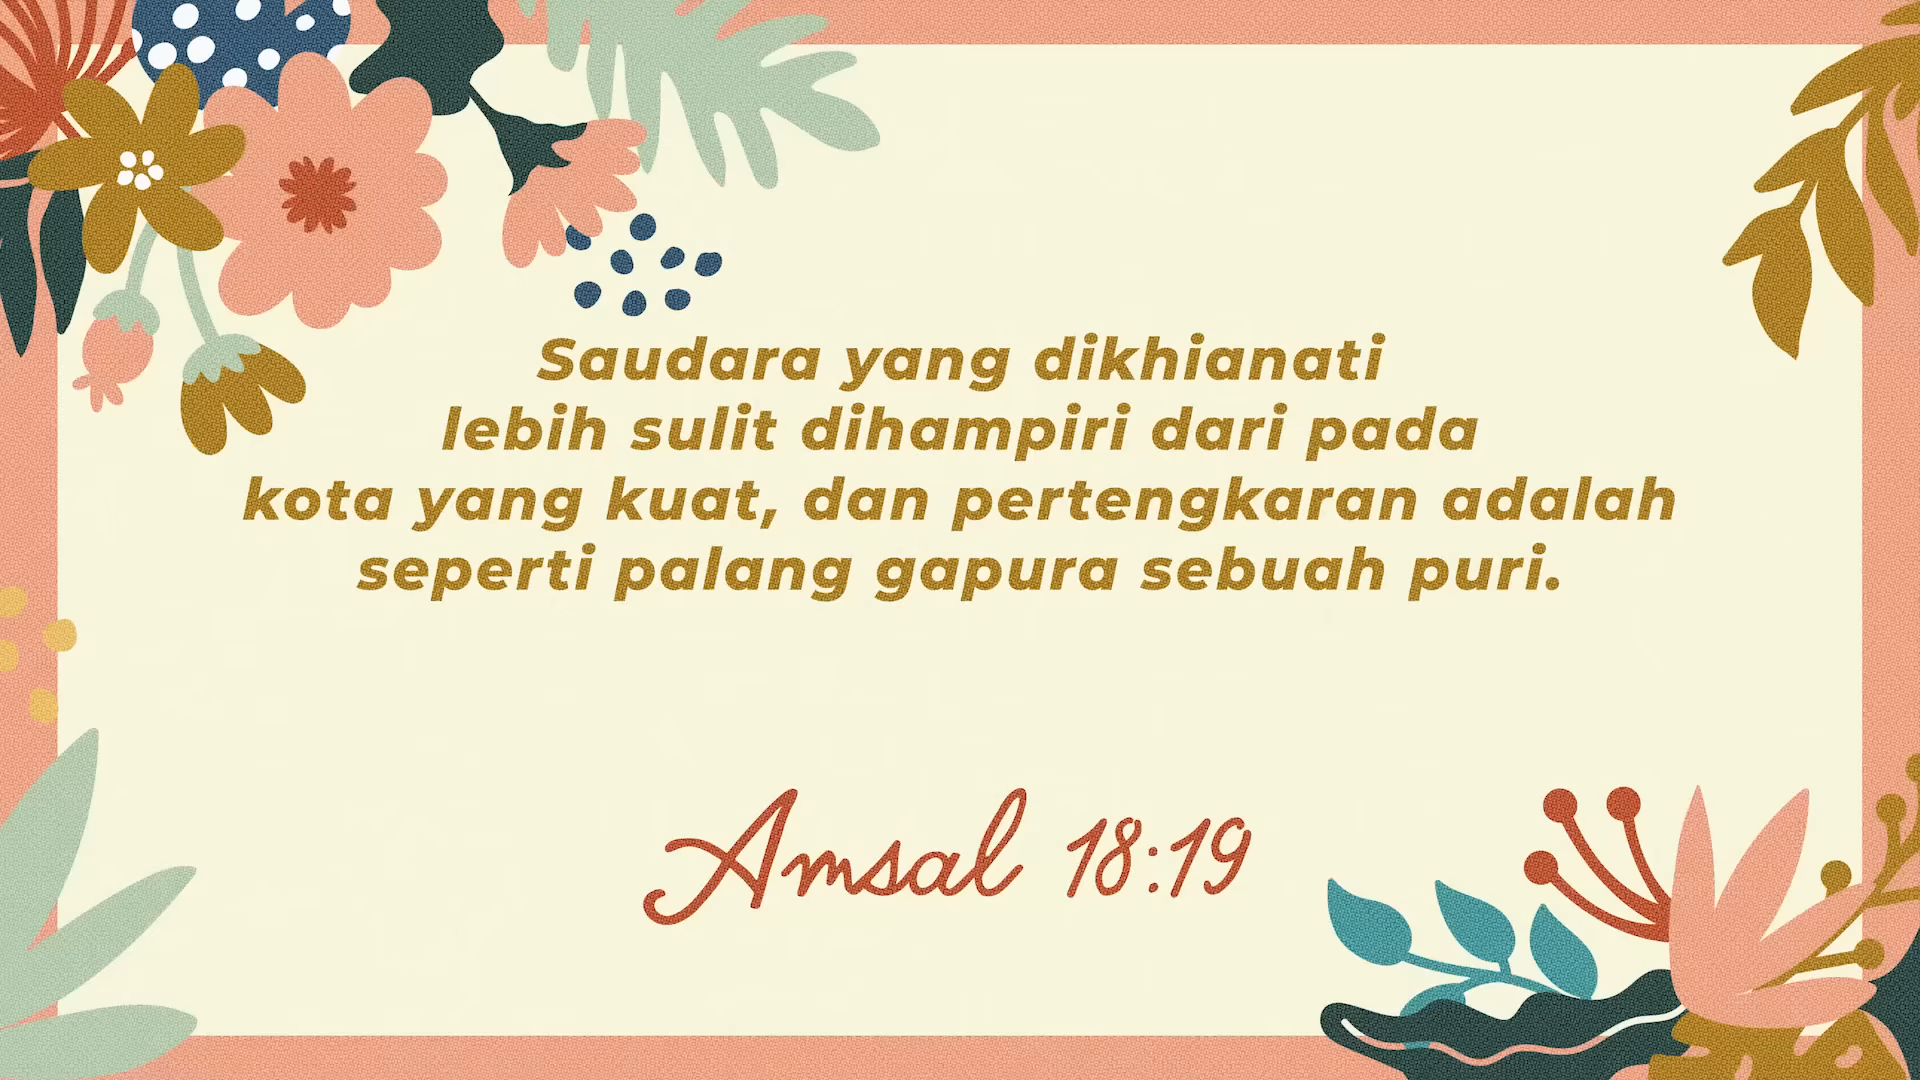 Saudara yang dikhianati
lebih sulit dihampiri dari pada
kota yang kuat, dan pertengkaran adalah
seperti palang gapura sebuah puri.
Amsal 18:19